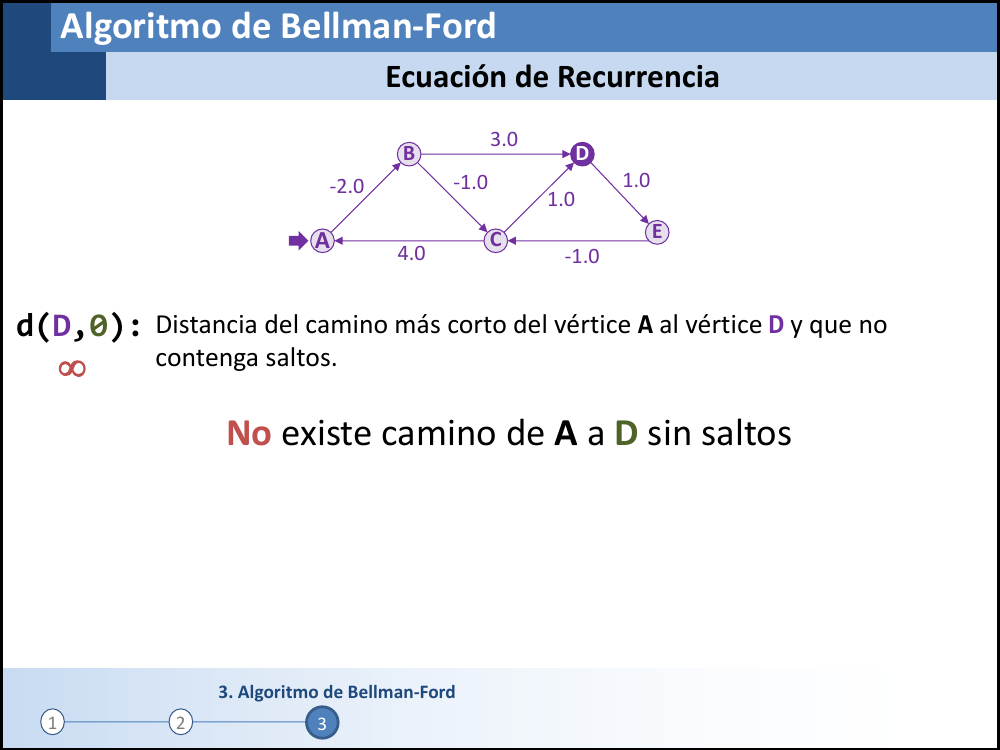 Algoritmo de Bellman-Ford
Ecuación de Recurrencia
3.0
B
D
-2.0
-1.0
1.0
1.0
A
C
E
4.0
-1.0
d(D,0): Distancia del camino más corto del vértice A al vértice D y que no
∞ contenga saltos.
No existe camino de A a D sin saltos
3. Algoritmo de Bellman-Ford
1 2 3